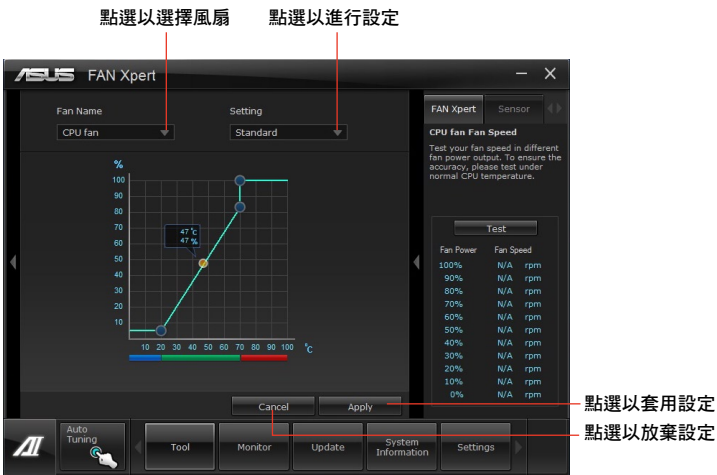 點選以選擇風扇
點選以進行設定
ASUS FAN Xpert
Fan Name
Setting
CPU fan
Standard
%
100
90
80
70
60
50
40
30
20
10
47 °C
47 %
10 20 30 40 50 60 70 80 90 100 °C
Cancel
Apply
FAN Xpert
Sensor
CPU fan Fan Speed
Test your fan speed in different
fan power output. To ensure the
accuracy, please test under
normal CPU temperature.
Test
Fan Power Fan Speed
100% N/A rpm
90% N/A rpm
80% N/A rpm
70% N/A rpm
60% N/A rpm
50% N/A rpm
40% N/A rpm
30% N/A rpm
20% N/A rpm
10% N/A rpm
0% N/A rpm
點選以套用設定
點選以放棄設定
AI
Auto
Tuning
Tool
Monitor
Update
System
Information
Settings